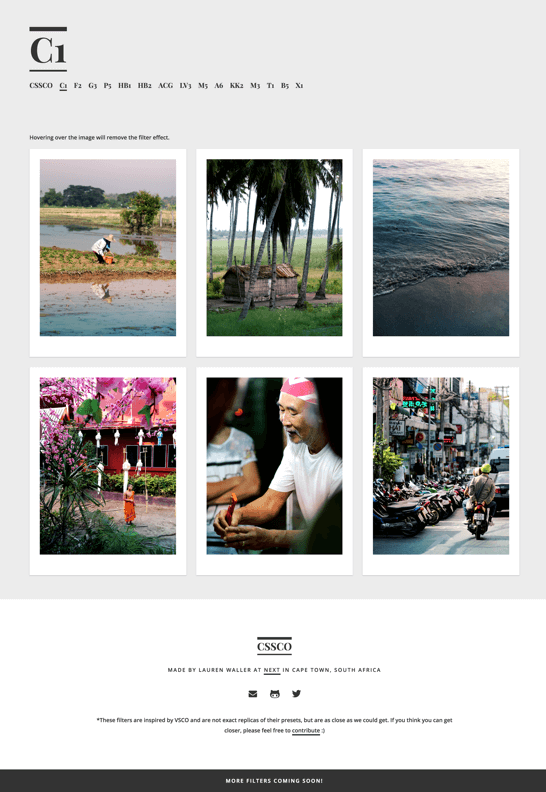 C1
CSSCO C1 F2 G3 P5 HB1 HB2 ACG LV3 M5 A6 KK2 M3 T1 B5 X1
Hovering over the image will remove the filter effect.
CSSCO
MADE BY LAUREN WALLER AT NEXT IN CAPE TOWN, SOUTH AFRICA
*These filters are inspired by VSCO and are not exact replicas of their presets, but are as close as we could get. If you think you can get
closer, please feel free to contribute :)
MORE FILTERS COMING SOON!